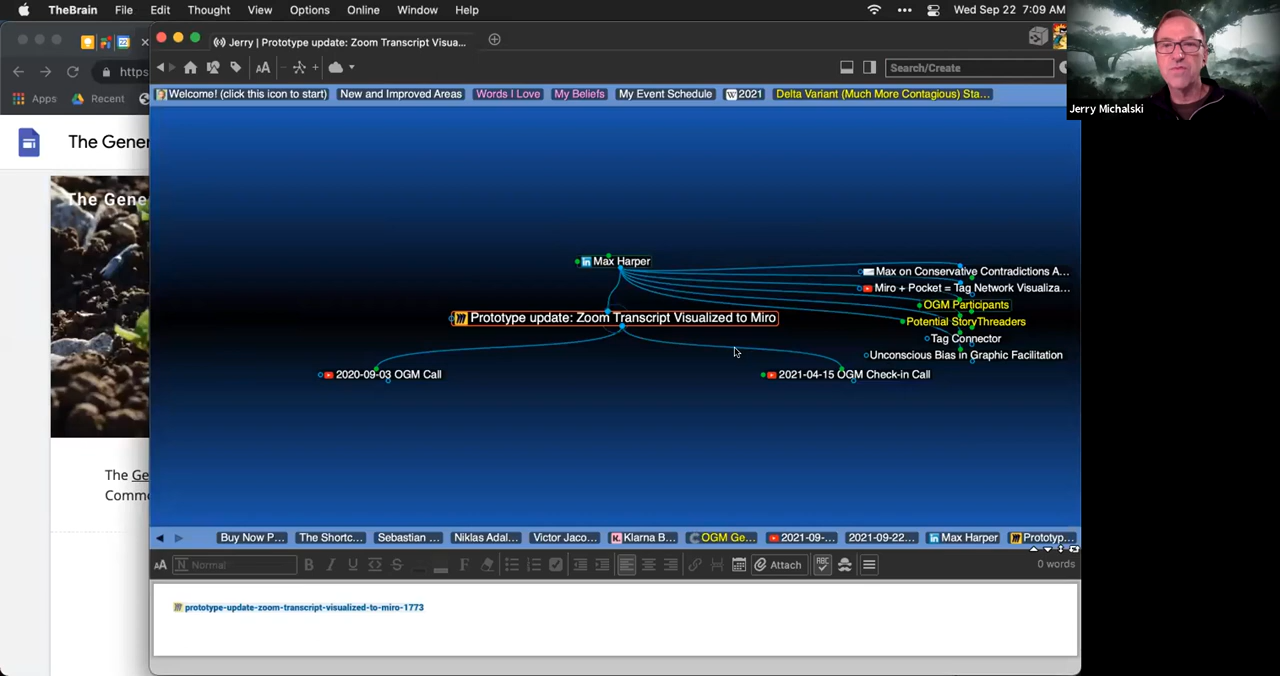 TheBrain File Edit Thought View Options Online Window Help Wed Sep 22 7:09 AM
Jerry | Prototype update: Zoom Transcript Visua...
https
Apps Recent
Search/Create
Welcome! (click this icon to start) New and Improved Areas Words I Love My Beliefs My Event Schedule W 2021 Delta Variant (Much More Contagious) Sta...
Jerry Michalski
The Gener
The Gene
Max Harper
Max on Conservative Contradictions A...
Miro + Pocket = Tag Network Visualiza...
OGM Participants
Prototype update: Zoom Transcript Visualized to Miro
Potential StoryThreaders
Tag Connector
Unconscious Bias in Graphic Facilitation
2020-09-03 OGM Call
2021-04-15 OGM Check-in Call
The Ge
Comme
Buy Now P... The Shortc... Sebastian ... Niklas Adal... Victor Jaco... K. Klarna B... OGM Ge... 2021-09-... 2021-09-22... Max Harper Prototyp...
AA N Normal B I U S F Attach ABC 0 words
prototype-update-zoom-transcript-visualized-to-miro-1773